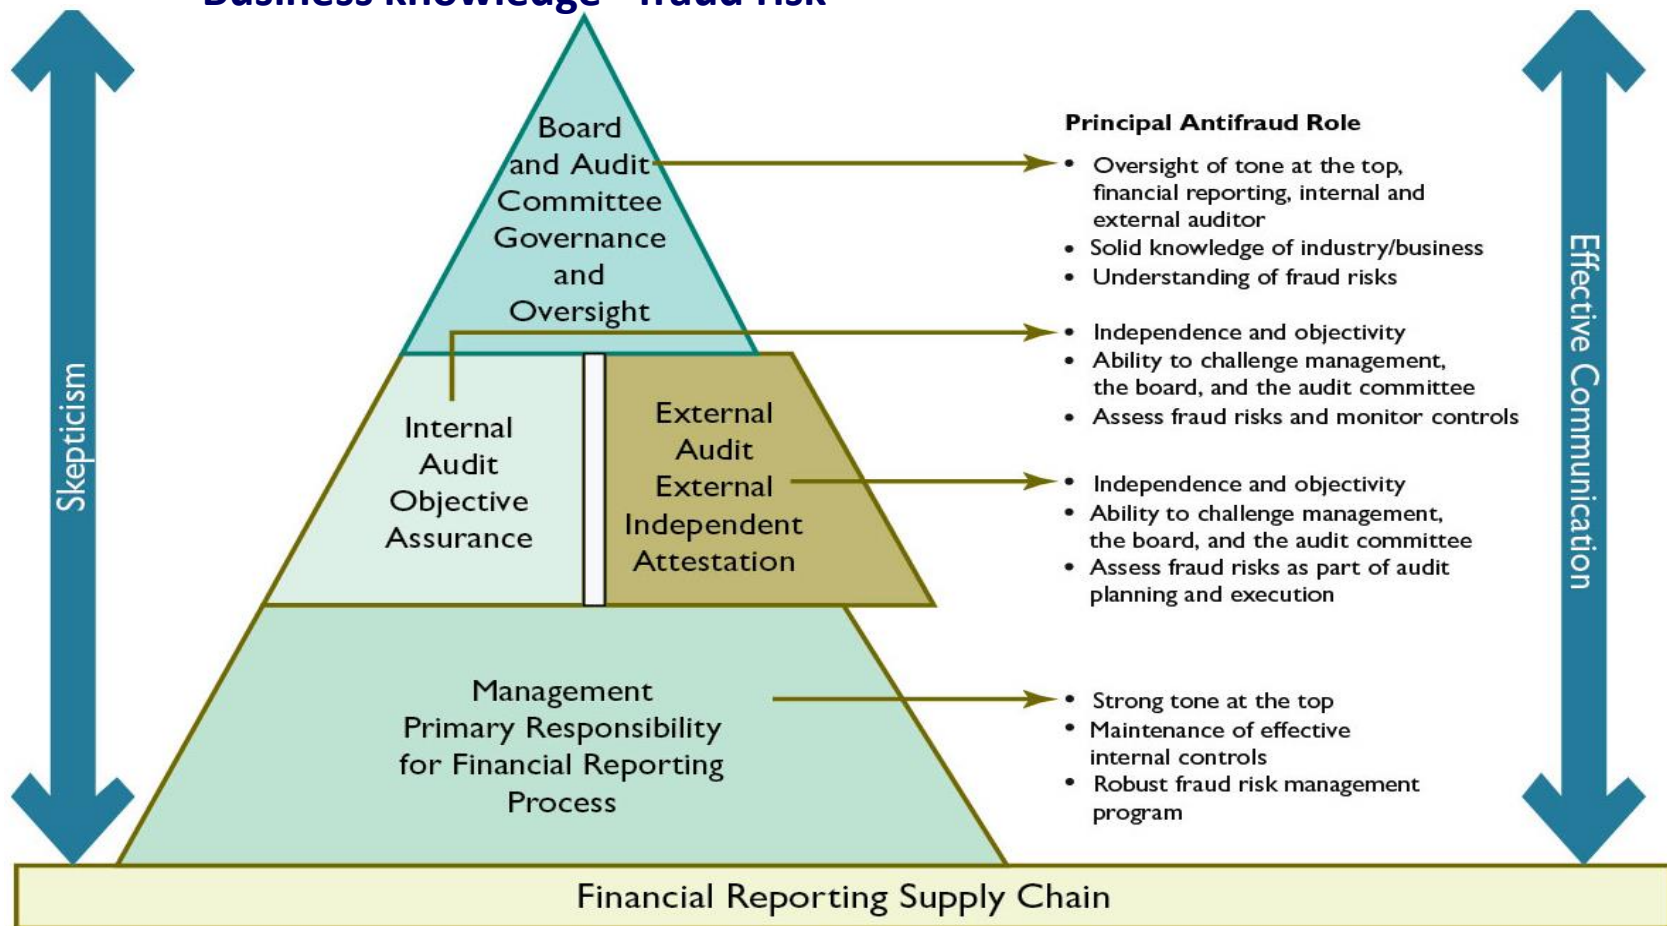 Business knowledge - fraud risk
Skepticism
Board
and Audit
Committee
Governance
and
Oversight
Internal
Audit
Objective
Assurance
External
Audit
External
Independent
Attestation
Management
Primary Responsibility
for Financial Reporting
Process
Principal Antifraud Role
• Oversight of tone at the top,
financial reporting, internal and
external auditor
• Solid knowledge of industry/business
• Understanding of fraud risks
• Independence and objectivity
• Ability to challenge management,
the board, and the audit committee
• Assess fraud risks and monitor controls
• Independence and objectivity
• Ability to challenge management,
the board, and the audit committee
• Assess fraud risks as part of audit
planning and execution
• Strong tone at the top
• Maintenance of effective
internal controls
• Robust fraud risk management
program
Effective Communication
Financial Reporting Supply Chain